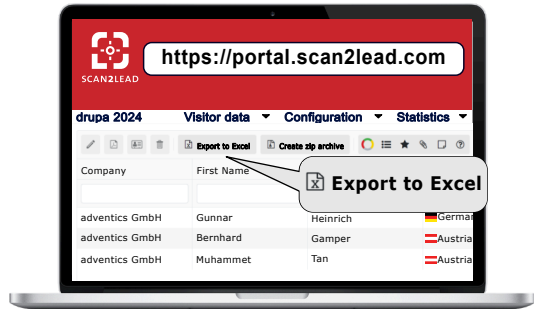 SCAN2LEAD
https://portal.scan2lead.com
drupa 2024 Visitor data Configuration Statistics
Export to Excel Create zip archive
Company First Name
Export to Excel
adventics GmbH Gunnar Heinrich German
adventics GmbH Bernhard Gamper Austria
adventics GmbH Muhammet Tan Austria